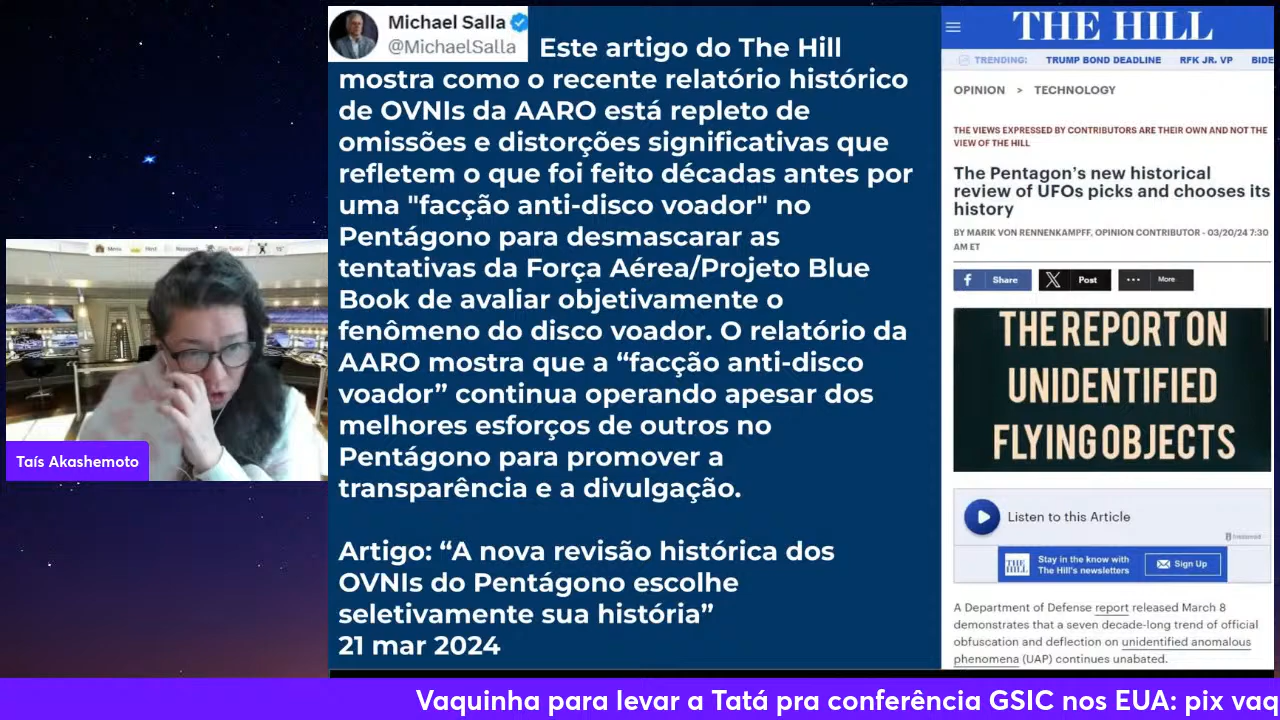 Michael Salla
@MichaelSalla
Este artigo do The Hill
mostra como o recente relatório histórico
de OVNIs da AARO está repleto de
omissões e distorções significativas que
refletem o que foi feito décadas antes por
uma "facção anti-disco voador" no
Pentágono para desmascarar as
tentativas da Força Aérea/Projeto Blue
Book de avaliar objetivamente o
fenômeno do disco voador. O relatório da
AARO mostra que a “facção anti-disco
voador” continua operando apesar dos
melhores esforços de outros no
Pentágono para promover a
transparência e a divulgação.
Artigo: “A nova revisão histórica dos
OVNIs do Pentágono escolhe
seletivamente sua história”
21 mar 2024
THE HILL
TRENDING: TRUMP BOND DEADLINE RFK JR. VP BIDE
OPINION > TECHNOLOGY
THE VIEWS EXPRESSED BY CONTRIBUTORS ARE THEIR OWN AND NOT THE
VIEW OF THE HILL
The Pentagon’s new historical
review of UFOs picks and chooses its
history
BY MARIK VON RENNENKAMPFF, OPINION CONTRIBUTOR - 03/20/24 7:30
AM ET
Share
Post
More
THE REPORT ON
UNIDENTIFIED
FLYING OBJECTS
Listen to this Article
THE HILL
Stay in the know with
The Hill's newsletters
Sign Up
A Department of Defense report released March 8
demonstrates that a seven decade-long trend of official
obfuscation and deflection on unidentified anomalous
phenomena (UAP) continues unabated.
Menu
Taís Akashemoto
Vaquinha para levar a Tatá pra conferência GSIC nos EUA: pix vaq